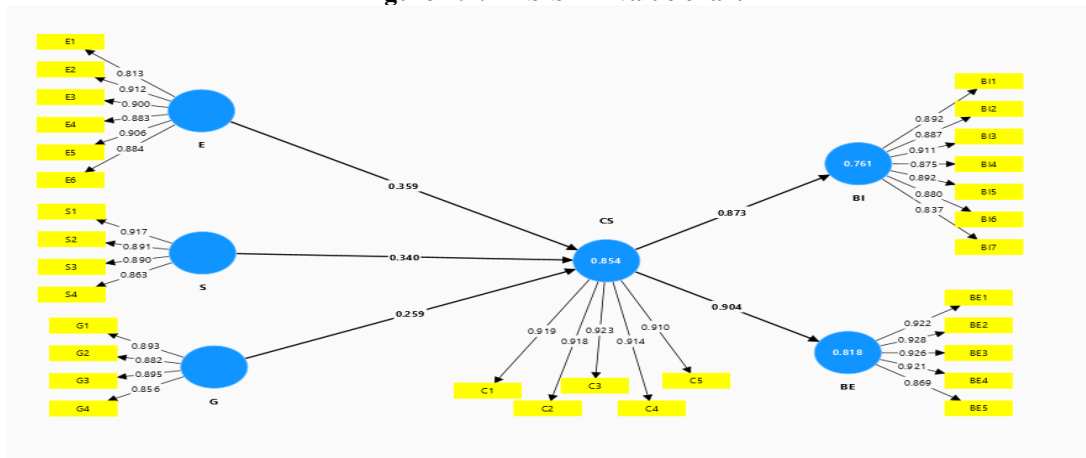 E1
E2
E3
E4
E5
E6
0.813
0.912
0.900
0.883
0.906
0.884
E
S1
S2
S3
S4
0.917
0.891
0.890
0.863
S
G1
G2
G3
G4
0.893
0.882
0.895
0.856
G
0.359
0.340
0.259
CS
0.854
0.919
0.918
0.923
0.914
0.910
C1
C2
C3
C4
C5
0.873
0.904
0.761
BI
0.892
0.887
0.911
0.875
0.892
0.880
0.837
BI1
BI2
BI3
BI4
BI5
BI6
BI7
0.818
BE
0.922
0.928
0.926
0.921
0.869
BE1
BE2
BE3
BE4
BE5